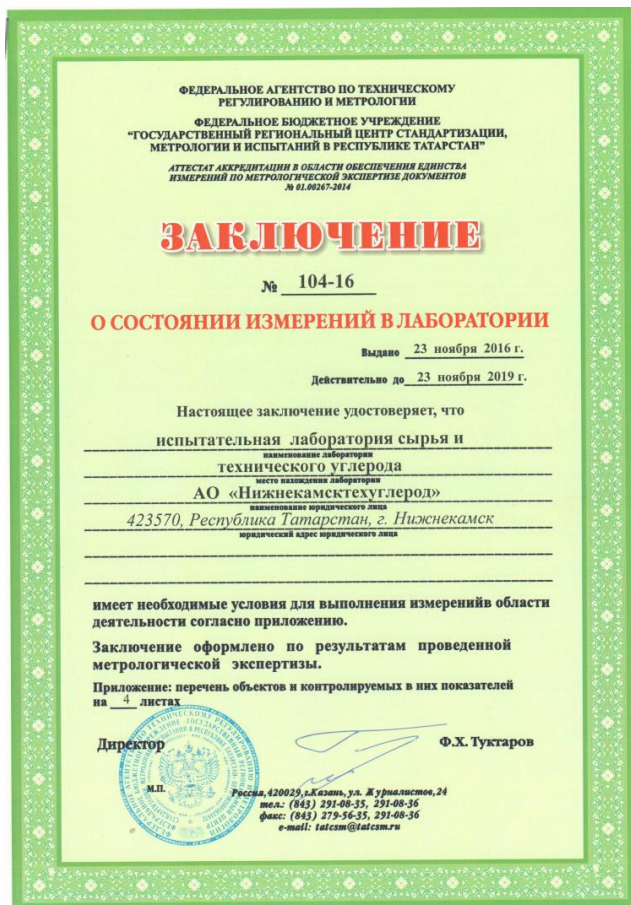 ФЕДЕРАЛЬНОЕ АГЕНТСТВО ПО ТЕХНИЧЕСКОМУ
РЕГУЛИРОВАНИЮ И МЕТРОЛОГИИ
ФЕДЕРАЛЬНОЕ БЮДЖЕТНОЕ УЧРЕЖДЕНИЕ
"ГОСУДАРСТВЕННЫЙ РЕГИОНАЛЬНЫЙ ЦЕНТР СТАНДАРТИЗАЦИИ,
МЕТРОЛОГИИ И ИСПЫТАНИЙ В РЕСПУБЛИКЕ ТАТАРСТАН"
АТТЕСТАТ АККРЕДИТАЦИИ В ОБЛАСТИ ОБЕСПЕЧЕНИЯ ЕДИНСТВА
ИЗМЕРЕНИЙ ПО МЕТРОЛОГИЧЕСКОЙ ЭКСПЕРТИЗЕ ДОКУМЕНТОВ
№ 01.00267-2014
ЗАКЛЮЧЕНИЕ
№ 104-16
О СОСТОЯНИИ ИЗМЕРЕНИЙ В ЛАБОРАТОРИИ
Выдано 23 ноября 2016 г.
Действительно до 23 ноября 2019 г.
Настоящее заключение удостоверяет, что
испытательная лаборатория сырья и
наименование лаборатории
технического углерода
место нахождения лаборатории
АО «Нижнекамсктехуглерод»
наименование юридического лица
423570, Республика Татарстан, г. Нижнекамск
юридический адрес юридического лица
имеет необходимые условия для выполнения измеренийв области
деятельности согласно приложению.
Заключение оформлено по результатам проведенной
метрологической экспертизы.
Приложение: перечень объектов и контролируемых в них показателей
на 4 листах
Директор Ф.Х. Туктаров
М.П.
Россия,420029,г.Казань,ул. Журналистов,24
тел.: (843) 291-08-35, 291-08-36
факс: (843) 279-56-35, 291-08-36
e-mail: tatcsm@tatcsm.ru